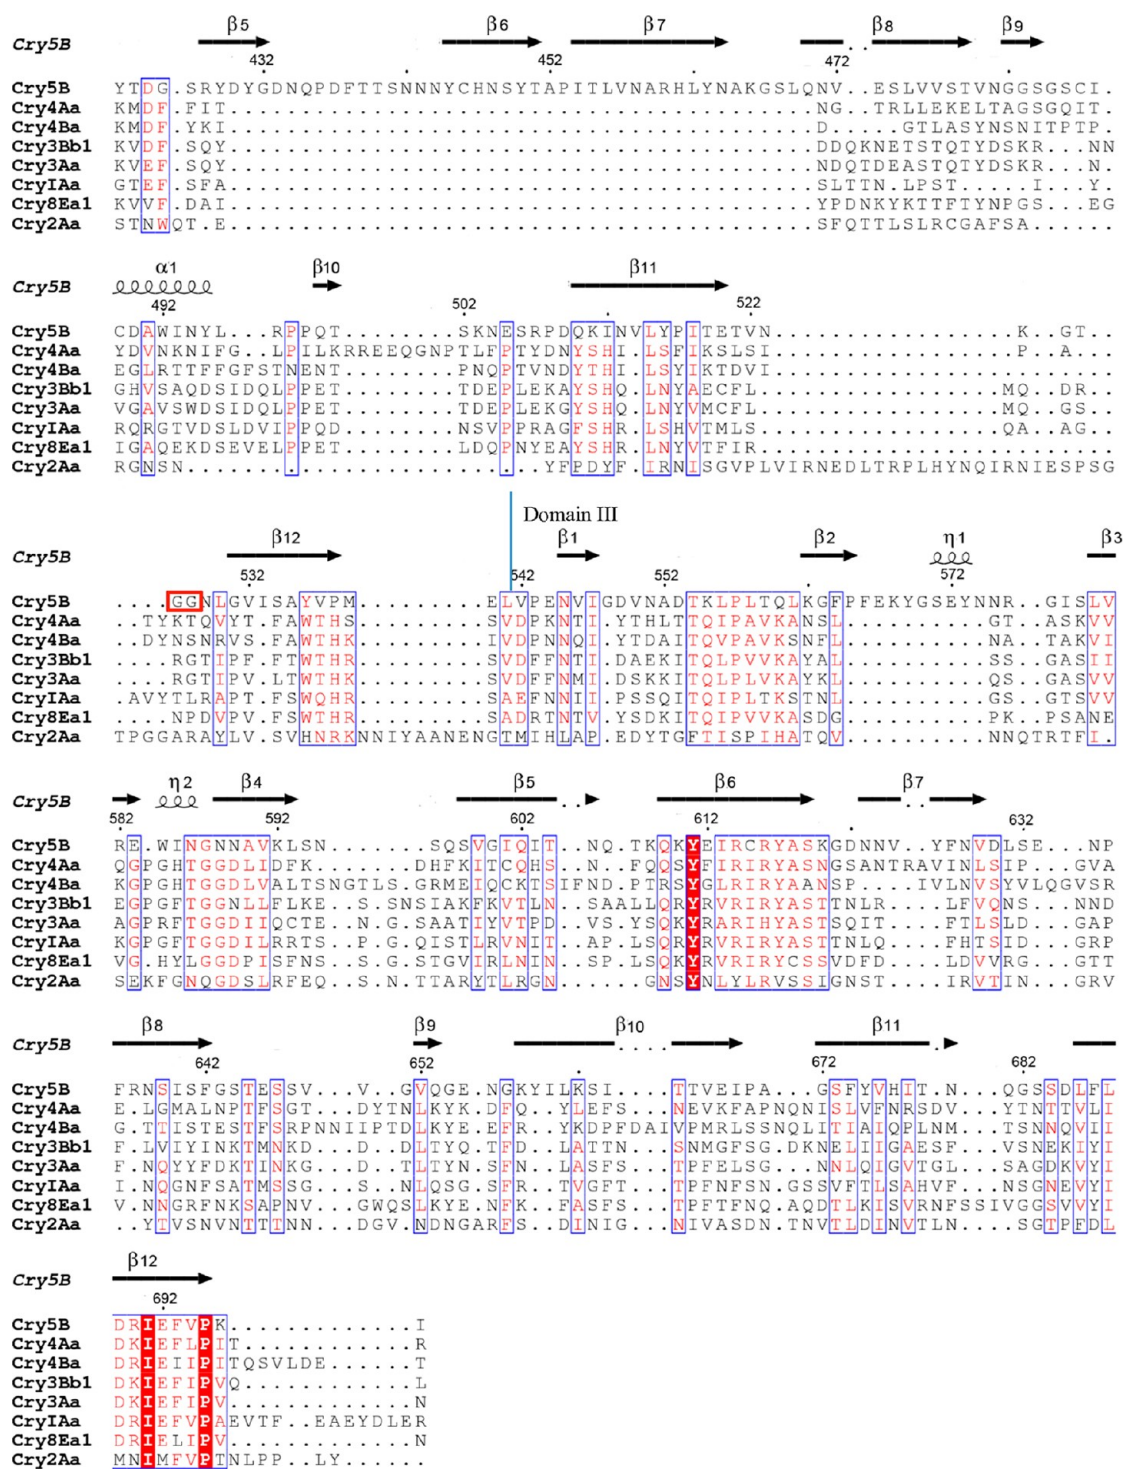 β5 β6 β7 β8 β9
Cry5B
432 452 472
Cry5B YTDG.SRYDYGDNQPDFTTSNNNYCHNSYTAPITLVNARHLYNAKGSLQNV..ESLVVSTVNGGSGSCI.
Cry4Aa KMDF.FIT.........................................NG.TRLLEKELTAGSGQIT.
Cry4Ba KMDF.YKI.........................................D.....GTLASYNSNITPTP.
Cry3Bb1 KVDF.SQY.........................................DDQKNETSTQTYDSKR...NN
Cry3Aa KVEF.SQY.........................................NDQTDEASTQTYDSKR...N.
CryIAa GTEF.SFA.........................................SLTTN.LPST.....I...Y.
Cry8Ea1 KVVF.DAI.........................................YPDNKYKTTFTYNPGS...EG
Cry2Aa STNWQT.E.........................................SFQTTLSLRCGAFSA......
α1 β10 β11
Cry5B
492 502 522
Cry5B CDAWINYL...RPPQT........SKNESRPDQKINVLYPITETVN.................K..GT..
Cry4Aa YDVNKNIFG..LPILKRREEQGNPTLFPTYDNYSHI.LSFIKSLSI.................P..A...
Cry4Ba EGLRTTFFGFSTNENT........PNQPTVNDYTHI.LSYIKTDVI........................
Cry3Bb1 GHVSAQDSIDQLPPET........TDEPLEKAYSHQ.LNYAECFL.................MQ..DR..
Cry3Aa VGAVSWDSIDQLPPET........TDEPLEKGYSHQ.LNYVMCFL.................MQ..GS..
CryIAa RQRGTVDSLDVIPPQD........NSVPPRAGFSHR.LSHVTMLS.................QA..AG..
Cry8Ea1 IGAQEKDSEVELPPET........LDQPNYEAYSHR.LNYVTFIR.........................
Cry2Aa RGNSN.......................YFPDYF.IRNISGVPLVIRNEDLTRPLHYNQIRNIESPSG
Domain III
β12 β1 β2 η1 β3
Cry5B
532 542 552 572
Cry5B ....GGNLGVISAYVPM.........ELVPENVIGDVNADTKLPLTQLKGFPFEKYGSEYNNR..GISLV
Cry4Aa ..TYKTQVYT.FAWTHS.........IVDPKNTI.YTHLTTQIPAVKANSL..........GT..ASKVV
Cry4Ba ..DYNSNRVS.FAWTHK.........IVDPNNTI.YTDAITQVPAVKSNFL..........NA..TAKVI
Cry3Bb1 ....RGTIPF.FTWTHR.........SVDFFNTI.DAEKITQLPVVKAYAL..........SS..GASII
Cry3Aa ....RGTIPV.LTWTHK.........SVDFFNMI.DSKKITQLPLVKAYKL..........QS..GASVV
CryIAa .AVYTLRAPT.FSWQHR.........SAEFNNII.PSSQITQIPLTKSTNL..........GS..GTSVV
Cry8Ea1 ....NPDVPV.FSWTHR.........SADRTNTV.YSDKITQIPVVKASDG..........PK..PSANE
Cry2Aa TPGGARAYLV.SVHNRKNNIYAANENGTMIHLAP.EDYTGFTISPIHATQV..........NNQTRTFI.
η2 β4 β5 β6 β7
Cry5B
582 592 602 612 632
Cry5B RE.WINGNNAVKLSN.........SQSVGIQIT..NQ.TKQKYEIRCRYASKGDNNV..YFNVDLSE..NP
Cry4Aa QGPGHTGGDLIDFK.........DHFKITCQHS..N..FQQSYFIRIRYASNGSANTRAVINLSIP..GVA
Cry4Ba KGPGHTGGDLVALTSNGTLS.GRMEIQCKTSIFND.PTRSYGLRIRYAANSP....IVLNVSYVLQGVSR
Cry3Bb1 EGPGFTGGNLLFLKE..S.SNSIAKFKVTLN..SAALLQRYRVRIRYASTTNLR...LFVQNS..NND
Cry3Aa AGPRFTGGDIIQCTE..N.G.SAATIYVTPD..VS.YSQKYRARIHYASTSQIT....FTLSLD..GAP
CryIAa KGPGFTGGDILRRTS..P.G.QISTLRVNIT..AP.LSQRYRVRIRYASTTNLQ....FHTSID..GRP
Cry8Ea1 VG.HYLGGDPISFNS..S.GSTGVIRLNIN..SP.LSQKYRVRIRYCSSVDFD....LDVVRG..GTT
Cry2Aa SEKFGNQGDSLRFEQ..S.NTTARYTLRGN.......GNSYNLYLRVSSIGNST...IRVTIN...GRV
β8 β9 β10 β11
Cry5B
642 652 672 682
Cry5B FRNSISFGSTESSV...V..GVQGE.NGKYILKSI....TTVEIPA...GSFYVHIT.N...QGSSDLFL
Cry4Aa E.LGMALNPTFSGT...DYTNLKYK.DFQ..YLEFS....NEVKFAPNQNISLVFNRSDV...YTNTTVLI
Cry4Ba G.TTISTESTFSRPNNIIPTDLKYE.EFR..YKDPFDAIVPMRLSSNQLITIAIQPLNM...TSNNQVII
Cry3Bb1 F.LVIYINKTMNKD...D..DLTYQ.TFD..LATTN....SNMGFSG.DKNELIIGAESF...VSNEKIYI
Cry3Aa F.NQYYFDKTINKG...D..TLTYN.SFN..LASFS....TPFELSG...NNLQIGVTGL...SAGDKVYI
CryIAa I.NQGNFSATMSSG...S..NLQSG.SFR..TVGFT....TPFNFSN.GSSVFTLSAHVF...NSGNEVYI
Cry8Ea1 V.NNGRFNKSAPNV...GWQSLKYE.NFK..FASFS....TPFTFNQ.AQDTLKISVRNFSSIVGGSVVYI
Cry2Aa ..YTVSNVNTTTNN...DGV.NDNGARFS..DINIG....NIVASDN.TNVTLDINVTLN....SGTPFDL
β12
Cry5B
692
Cry5B DRIEFVPK.............I
Cry4Aa DKIEFLPIT............R
Cry4Ba DRIEIIPITQSVLDE......T
Cry3Bb1 DKIEFIPVQ............L
Cry3Aa DKIEFIPV.............N
CryIAa DRIEFVPAEVTF..EAEYDLER
Cry8Ea1 DRIELIPV.............N
Cry2Aa MNIMFVPTNLPP..LY......